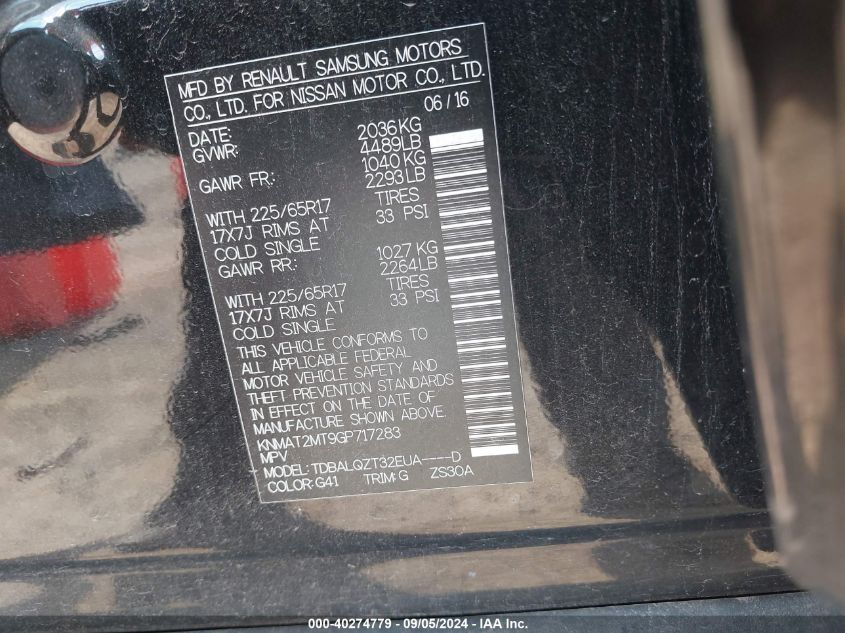 MFD BY RENAULT SAMSUNG MOTORS
CO., LTD. FOR NISSAN MOTOR CO., LTD.
06/16
DATE:
GVWR: 2036KG
4489LB
GAWR FR.: 1040KG
2293LB
WITH 225/65R17 TIRES
17X7J RIMS AT 33 PSI
COLD SINGLE
GAWR RR.: 1027 KG
2264LB
WITH 225/65R17 TIRES
17X7J RIMS AT 33 PSI
COLD SINGLE
THIS VEHICLE CONFORMS TO
ALL APPLICABLE FEDERAL
MOTOR VEHICLE SAFETY AND
THEFT PREVENTION STANDARDS
IN EFFECT ON THE DATE OF
MANUFACTURE SHOWN ABOVE.
KNMAT2MT9GP717283
MPV
MODEL: TDBALQZT32EUA----D
COLOR:G41 TRIM:G ZS30A
000-40274779 - 09/05/2024 - IAA Inc.